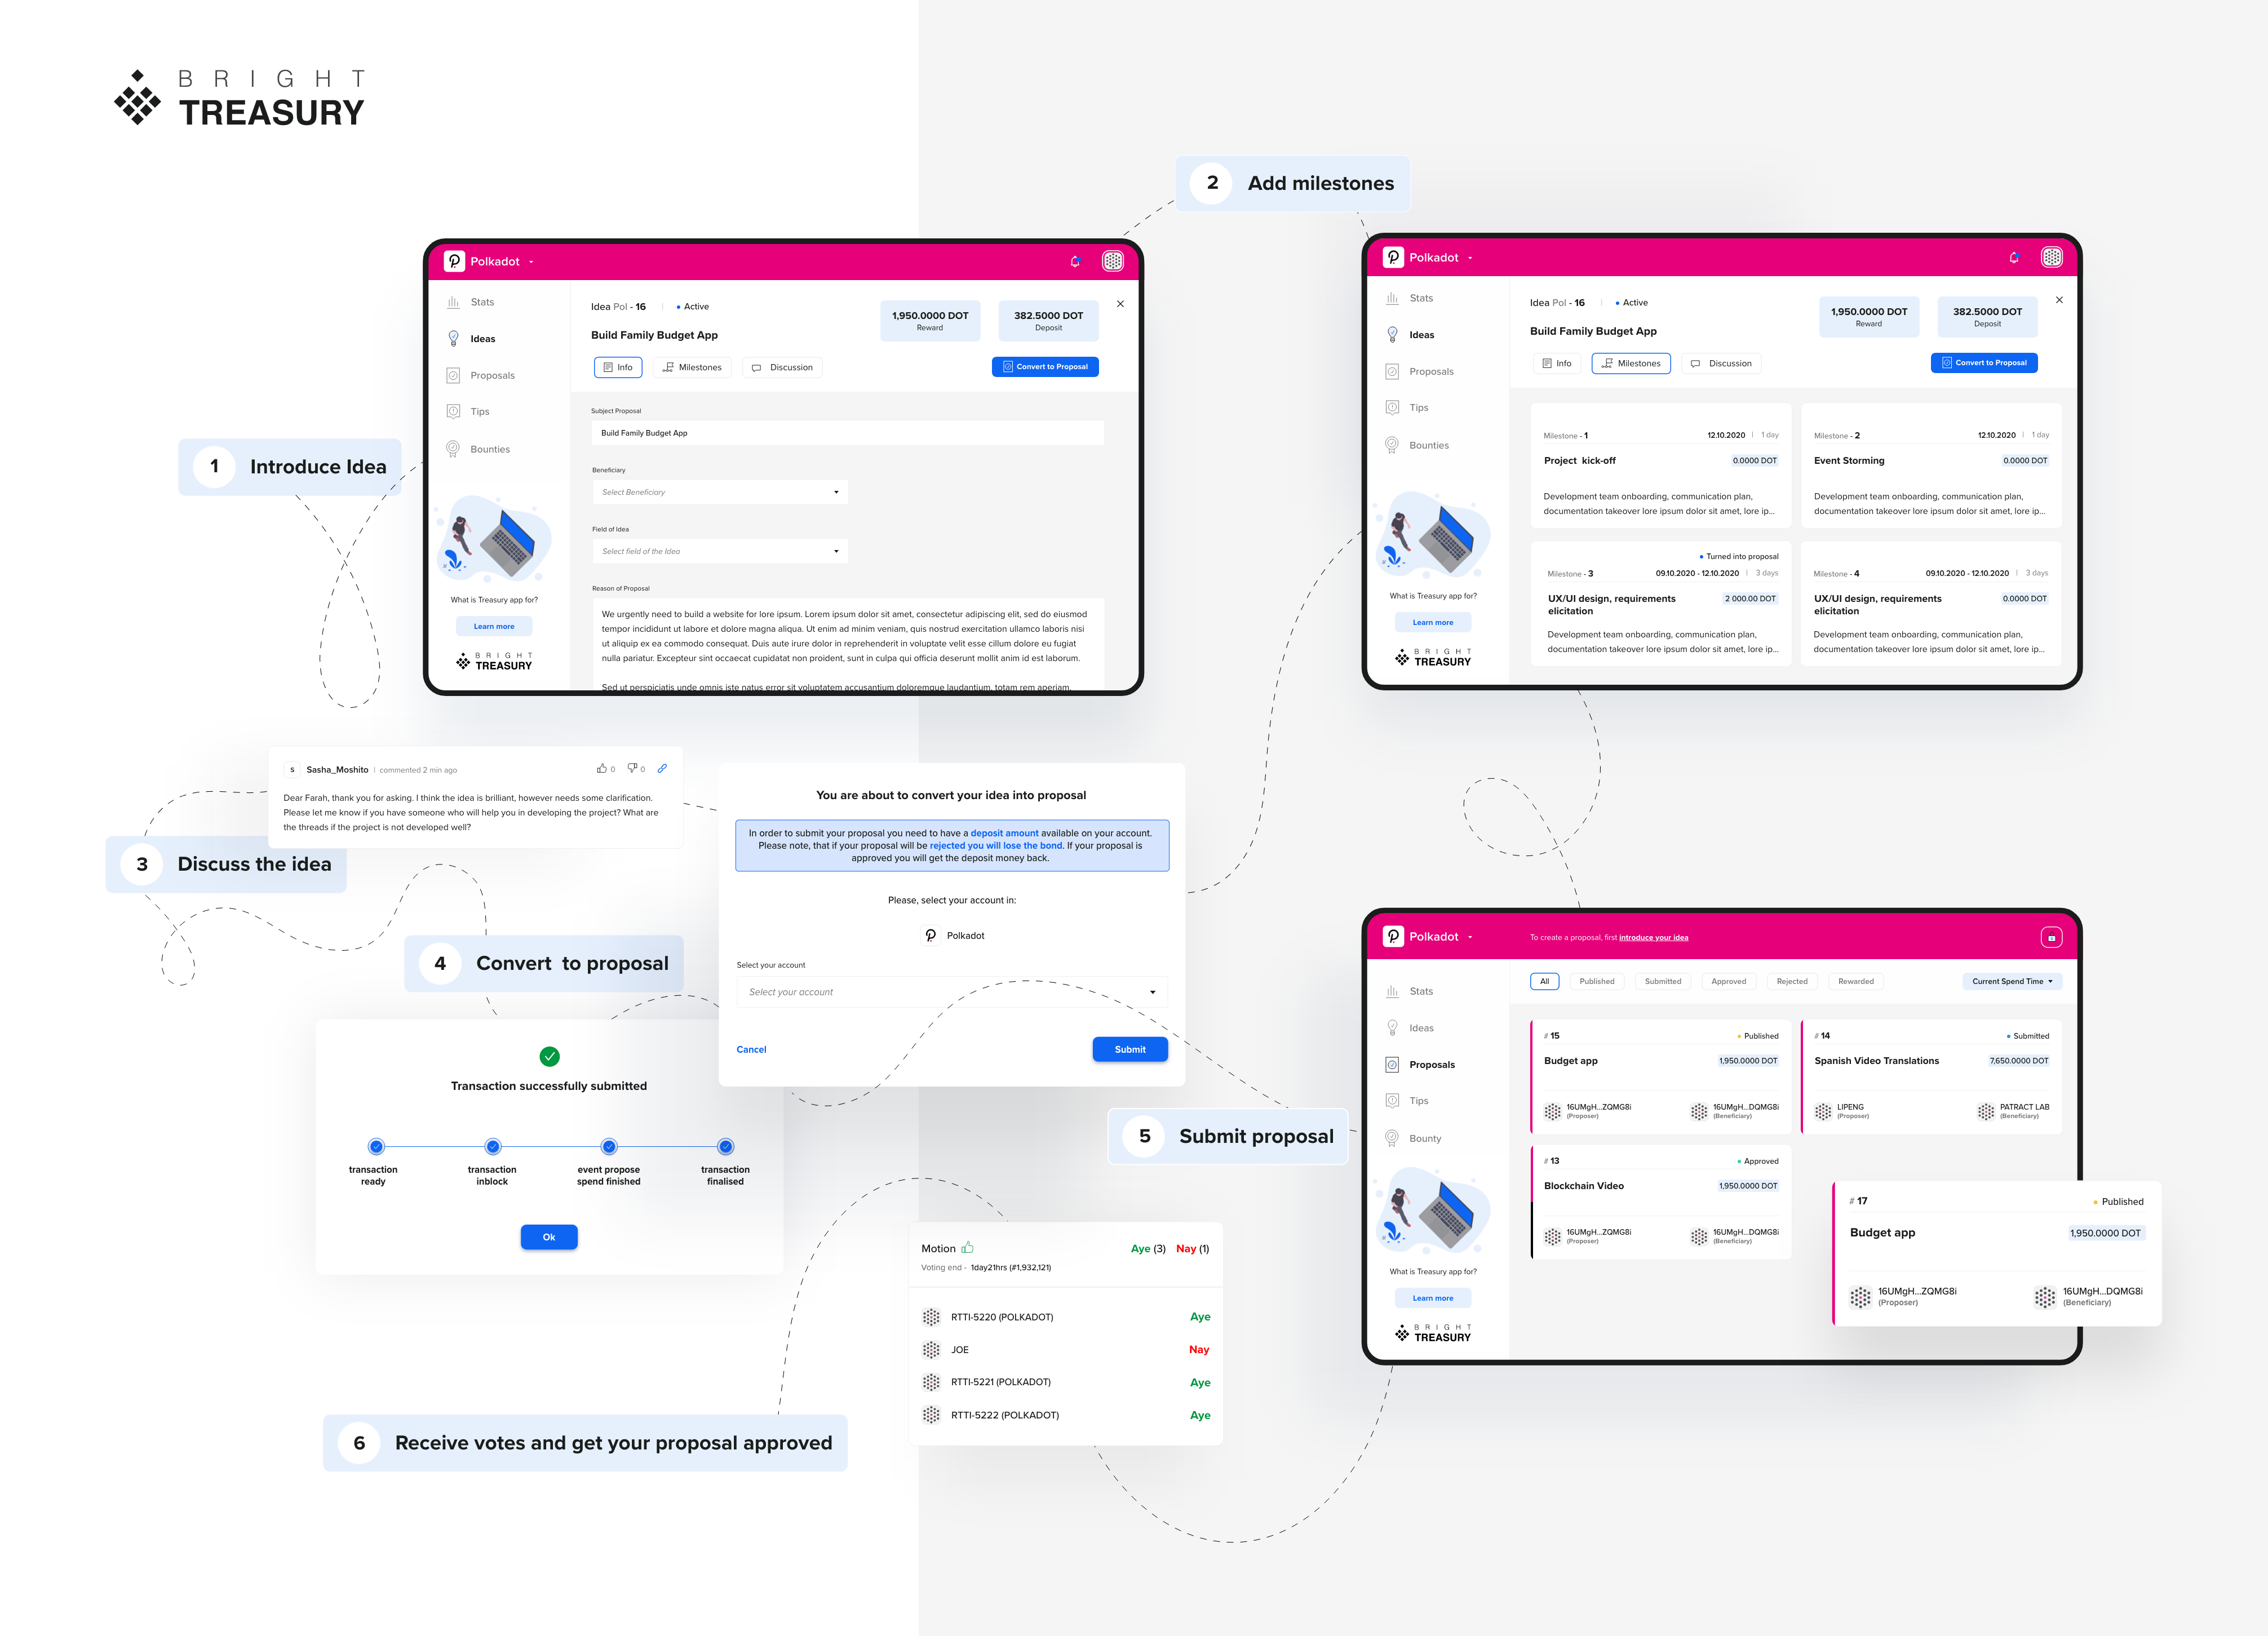 BRIGHT
TREASURY
1 Introduce Idea
Polkadot
Stats
Ideas
Proposals
Tips
Bounties
What is Treasury app for?
Learn more
BRIGHT
TREASURY
Idea Pol - 16 | Active
Build Family Budget App
1,950.0000 DOT
Reward
382.5000 DOT
Deposit
Info
Milestones
Discussion
Convert to Proposal
Subject Proposal
Build Family Budget App
Beneficiary
Select Beneficiary
Field of Idea
Select field of the Idea
Reason of Proposal
We urgently need to build a website for lore ipsum. Lorem ipsum dolor sit amet, consectetur adipiscing elit, sed do eiusmod
tempor incididunt ut labore et dolore magna aliqua. Ut enim ad minim veniam, quis nostrud exercitation ullamco laboris nisi
ut aliquip ex ea commodo consequat. Duis aute irure dolor in reprehenderit in voluptate velit esse cillum dolore eu fugiat
nulla pariatur. Excepteur sint occaecat cupidatat non proident, sunt in culpa qui officia deserunt mollit anim id est laborum.
Sed ut perspiciatis unde omnis iste natus error sit voluptatem accusantium doloremque laudantium, totam rem aperiam,
2 Add milestones
Polkadot
Stats
Ideas
Proposals
Tips
Bounties
What is Treasury app for?
Learn more
BRIGHT
TREASURY
Idea Pol - 16 | Active
Build Family Budget App
1,950.0000 DOT
Reward
382.5000 DOT
Deposit
Info
Milestones
Discussion
Convert to Proposal
Milestone - 1 12.10.2020 | 1 day
Project kick-off 0.0000 DOT
Development team onboarding, communication plan,
documentation takeover lore ipsum dolor sit amet, lore ip...
Milestone - 2 12.10.2020 | 1 day
Event Storming 0.0000 DOT
Development team onboarding, communication plan,
documentation takeover lore ipsum dolor sit amet, lore ip...
Turned into proposal
Milestone - 3 09.10.2020 - 12.10.2020 | 3 days
UX/UI design, requirements 2 000.00 DOT
elicitation
Development team onboarding, communication plan,
documentation takeover lore ipsum dolor sit amet, lore ip...
Milestone - 4 09.10.2020 - 12.10.2020 | 3 days
UX/UI design, requirements 0.0000 DOT
elicitation
Development team onboarding, communication plan,
documentation takeover lore ipsum dolor sit amet, lore ip...
3 Discuss the idea
S Sasha_Moshito | commented 2 min ago 0 0
Dear Farah, thank you for asking. I think the idea is brilliant, however needs some clarification.
Please let me know if you have someone who will help you in developing the project? What are
the threads if the project is not developed well?
4 Convert to proposal
You are about to convert your idea into proposal
In order to submit your proposal you need to have a deposit amount available on your account.
Please note, that if your proposal will be rejected you will lose the bond. If your proposal is
approved you will get the deposit money back.
Please, select your account in:
Polkadot
Select your account
Select your account
Cancel
Submit
Transaction successfully submitted
transaction
ready
transaction
inblock
event propose
spend finished
transaction
finalised
Ok
5 Submit proposal
Polkadot
To create a proposal, first introduce your idea
Stats
Ideas
Proposals
Tips
Bounty
What is Treasury app for?
Learn more
BRIGHT
TREASURY
All
Published
Submitted
Approved
Rejected
Rewarded
Current Spend Time
# 15 Published
Budget app 1,950.0000 DOT
16UMgH...ZQMG8i
(Proposer)
16UMgH...DQMG8i
(Beneficiary)
# 14 Submitted
Spanish Video Translations 7,650.0000 DOT
LIPENG
(Proposer)
PATRACT LAB
(Beneficiary)
# 13 Approved
Blockchain Video 1,950.0000 DOT
16UMgH...ZQMG8i
(Proposer)
16UMgH...DQMG8i
(Beneficiary)
# 17 Published
Budget app 1,950.0000 DOT
16UMgH...ZQMG8i
(Proposer)
16UMgH...DQMG8i
(Beneficiary)
6 Receive votes and get your proposal approved
Motion Aye (3) Nay (1)
Voting end - 1day21hrs (#1,932,121)
RTTI-5220 (POLKADOT) Aye
JOE Nay
RTTI-5221 (POLKADOT) Aye
RTTI-5222 (POLKADOT) Aye